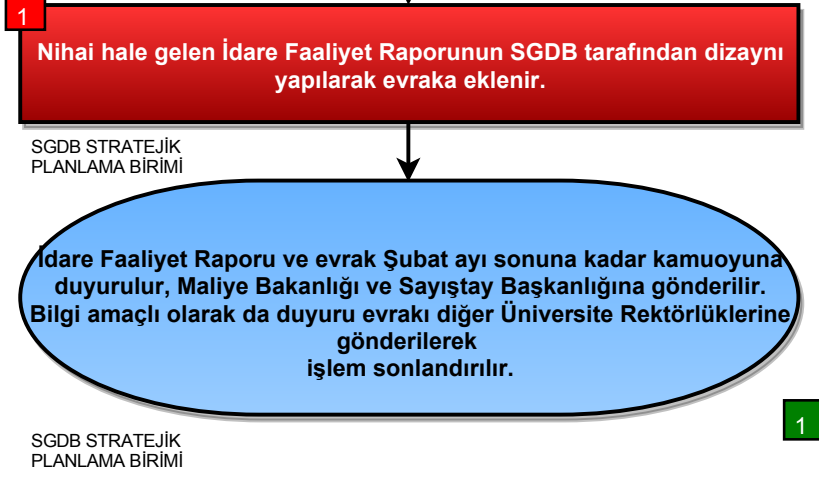 1
Nihai hale gelen İdare Faaliyet Raporunun SGDB tarafından dizaynı
yapılarak evraka eklenir.
SGDB STRATEJİK
PLANLAMA BİRİMİ
İdare Faaliyet Raporu ve evrak Şubat ayı sonuna kadar kamuoyuna
duyurulur, Maliye Bakanlığı ve Sayıştay Başkanlığına gönderilir.
Bilgi amaçlı olarak da duyuru evrakı diğer Üniversite Rektörlüklerine
gönderilerek
işlem sonlandırılır.
1
SGDB STRATEJİK
PLANLAMA BİRİMİ